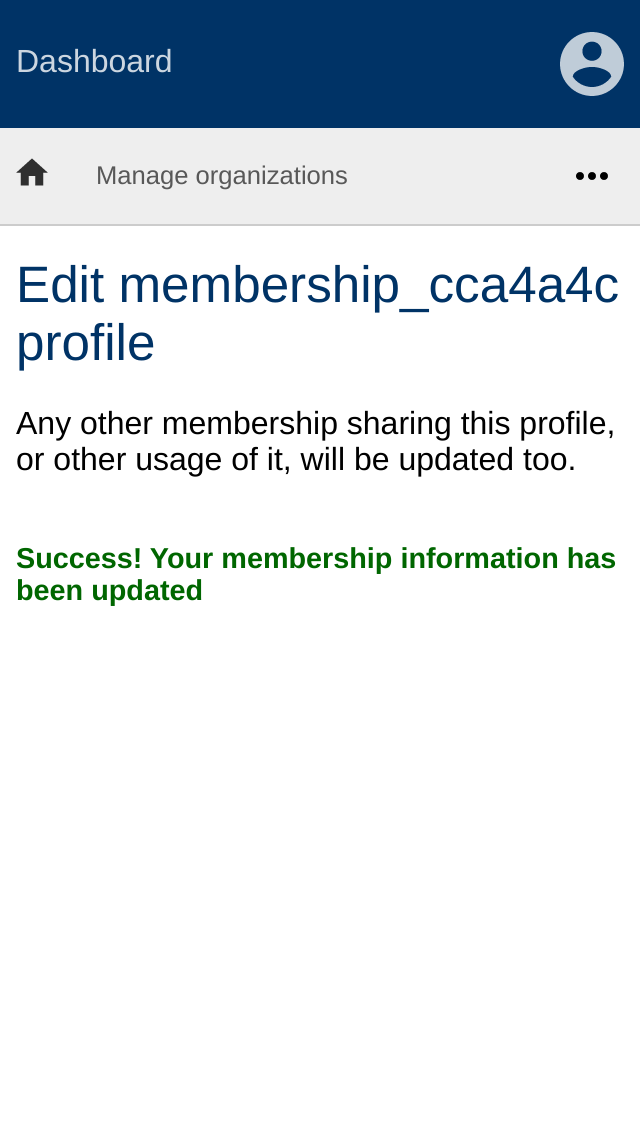 Dashboard
Manage organizations
Edit membership_cca4a4c
profile
Any other membership sharing this profile,
or other usage of it, will be updated too.
Success! Your membership information has
been updated